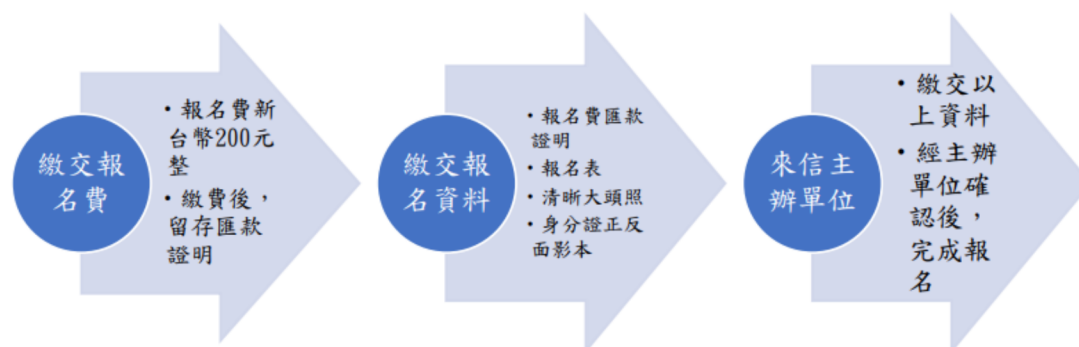 繳交報
名費
・報名費新
台幣200元
整
・繳費後，
留存匯款
證明
繳交報
名資料
・報名費匯款
證明
・報名表
・清晰大頭照
・身分證正反
面影本
來信主
辦單位
・繳交以
上資料
・經主辦
單位確
認後，
完成報
名